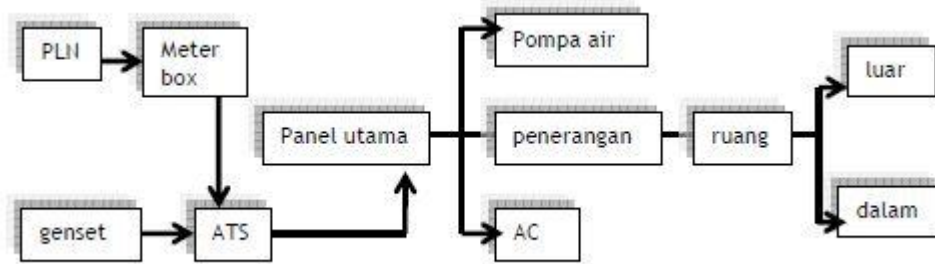 PLN
Meter
box
Pompa air
luar
Panel utama
penerangan
ruang
genset
ATS
AC
dalam